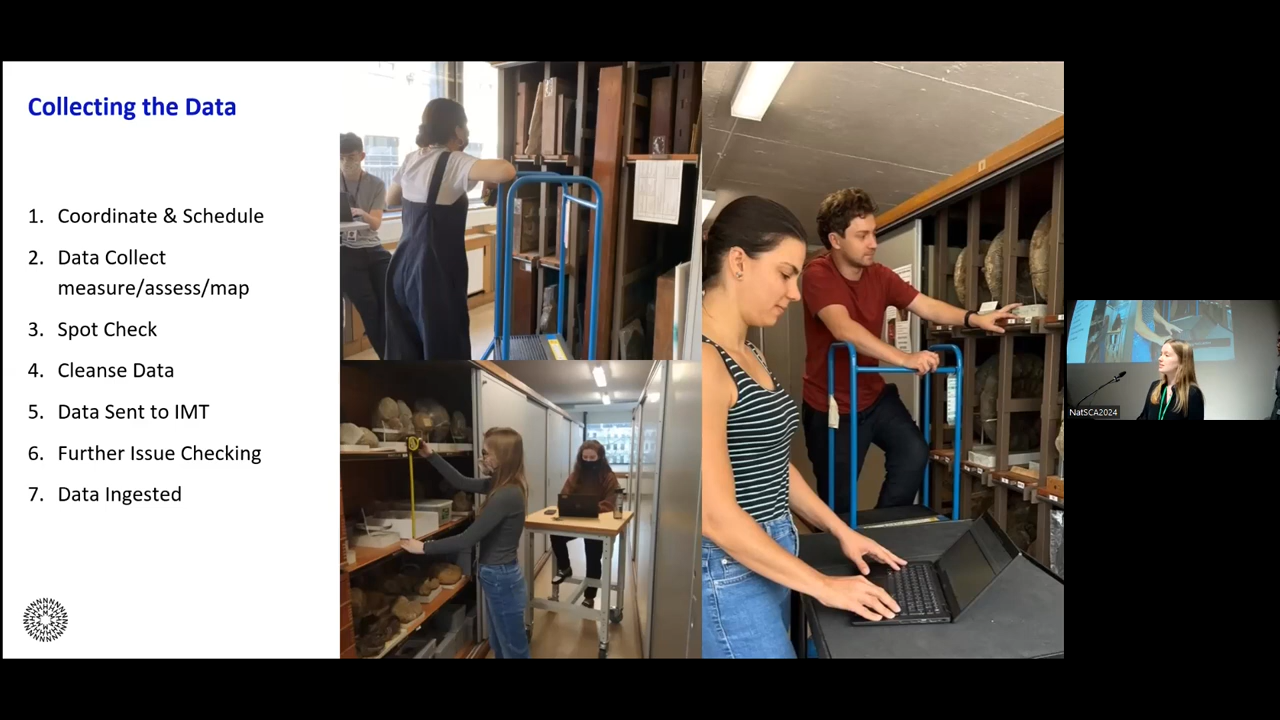 Collecting the Data
1. Coordinate & Schedule
2. Data Collect
measure/assess/map
3. Spot Check
4. Cleanse Data
5. Data Sent to IMT
6. Further Issue Checking
7. Data Ingested
NatSCA2024